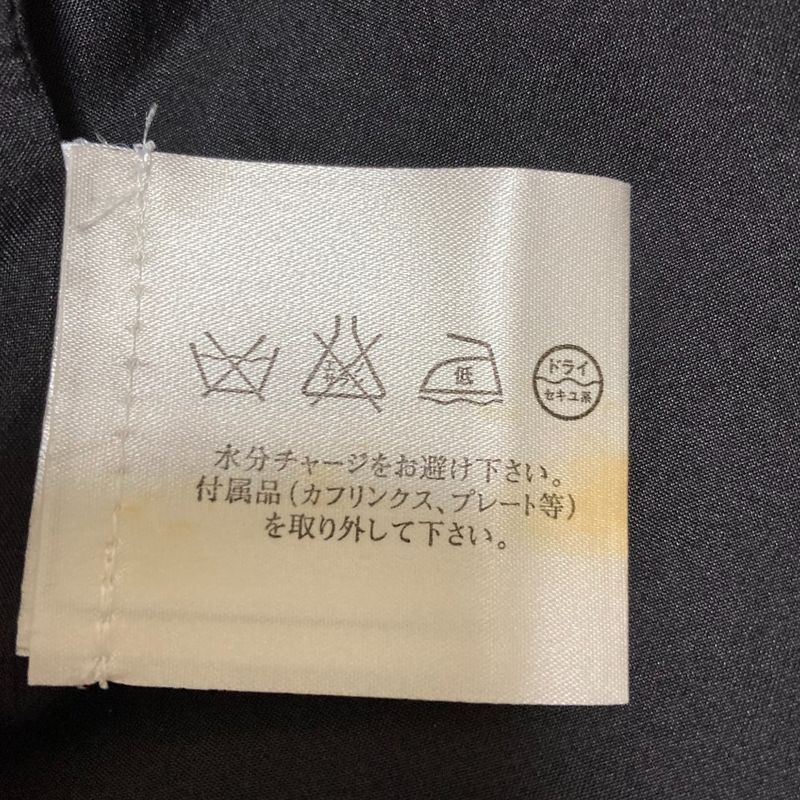 低
ドライ
セキユ系
水分チャージをお避け下さい。
付属品(カフリンクス、プレート等)
を取り外して下さい。